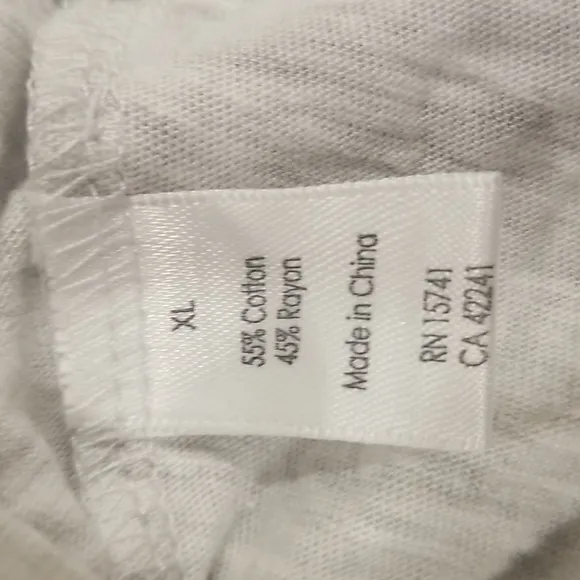 XL
55% Cotton
45% Rayon
Made in China
RN 15741
CA 42241